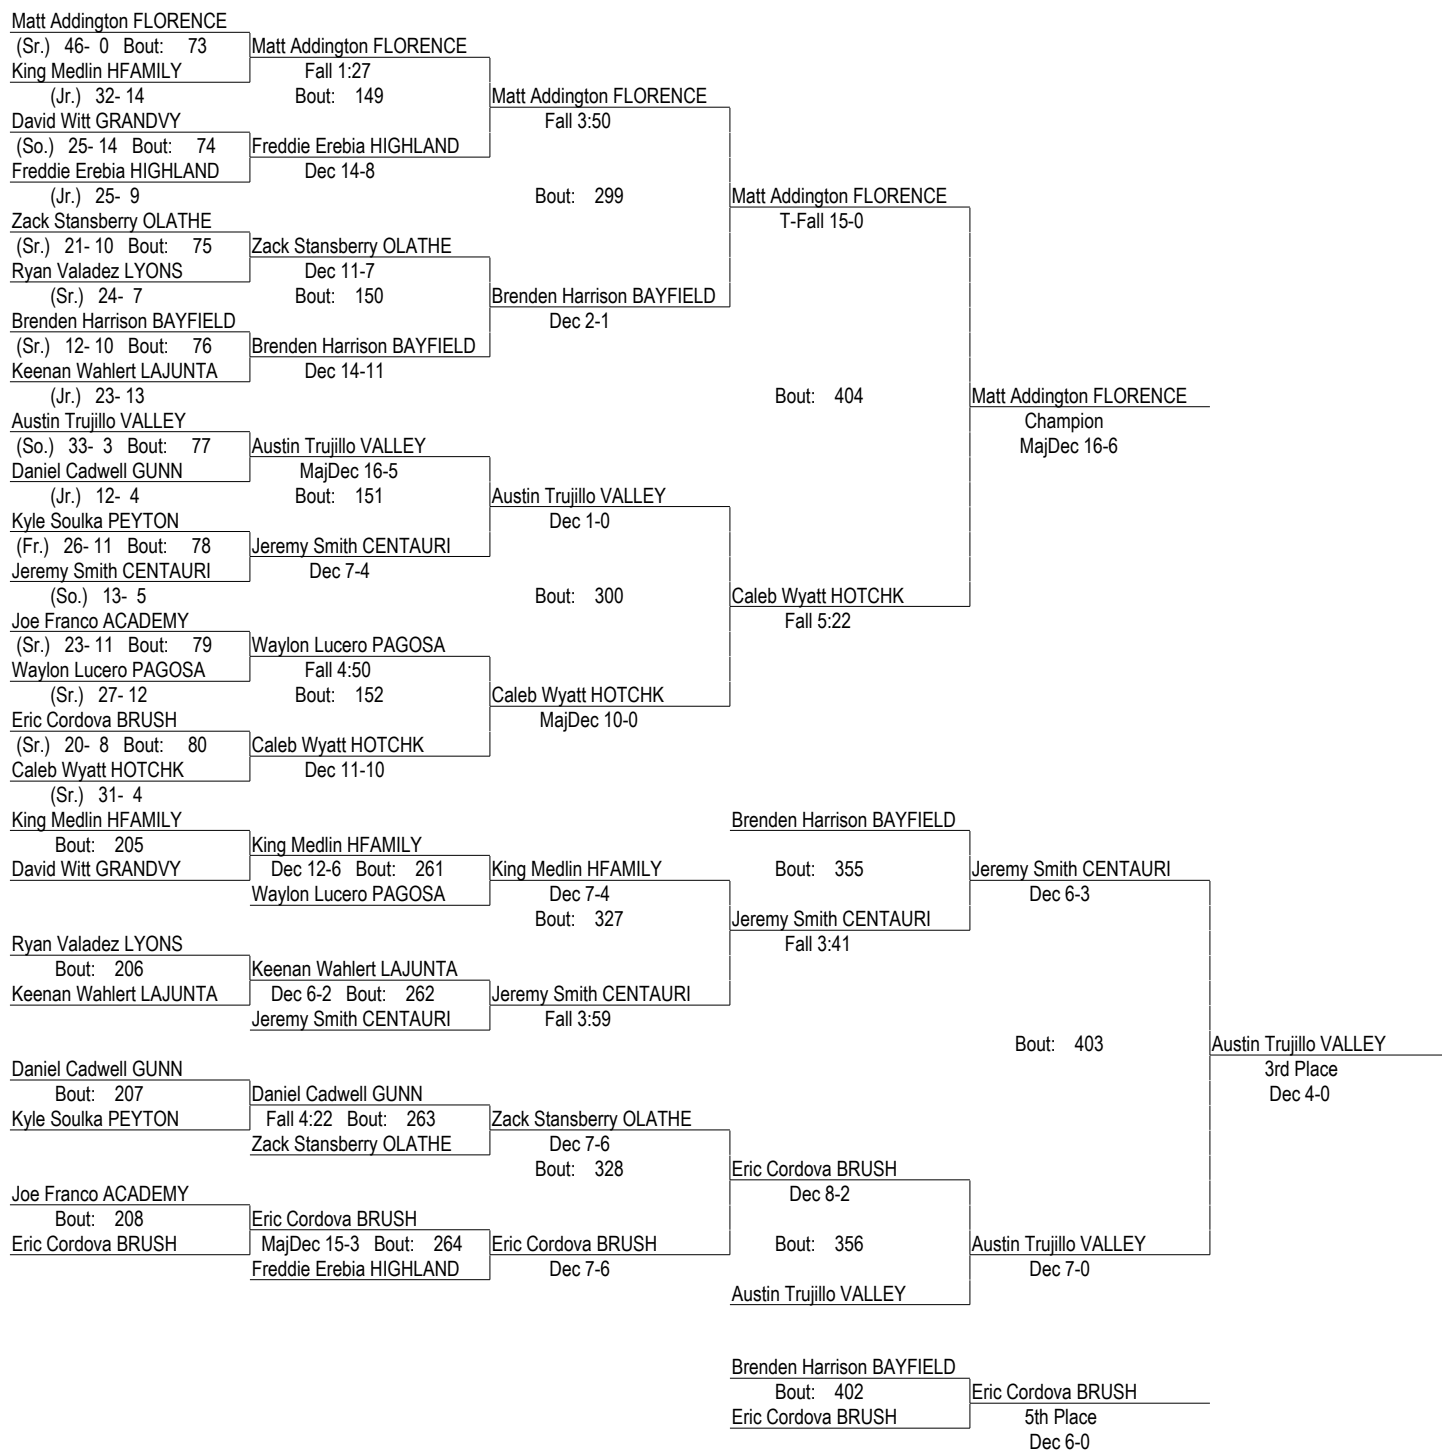 Matt Addington FLORENCE
(Sr.) 46- 0 Bout: 73 Matt Addington FLORENCE
King Medlin HFAMILY Fall 1:27
(Jr.) 32- 14 Bout: 149 Matt Addington FLORENCE
David Witt GRANDVY Fall 3:50
(So.) 25- 14 Bout: 74 Freddie Erebia HIGHLAND
Freddie Erebia HIGHLAND Dec 14-8
(Jr.) 25- 9 Bout: 299 Matt Addington FLORENCE
Zack Stansberry OLATHE T-Fall 15-0
(Sr.) 21- 10 Bout: 75 Zack Stansberry OLATHE
Ryan Valadez LYONS Dec 11-7
(Sr.) 24- 7 Bout: 150 Brenden Harrison BAYFIELD
Brenden Harrison BAYFIELD Dec 2-1
(Sr.) 12- 10 Bout: 76 Brenden Harrison BAYFIELD
Keenan Wahlert LAJUNTA Dec 14-11
(Jr.) 23- 13 Bout: 404 Matt Addington FLORENCE
Austin Trujillo VALLEY Champion
(So.) 33- 3 Bout: 77 Austin Trujillo VALLEY MajDec 16-6
Daniel Cadwell GUNN MajDec 16-5
(Jr.) 12- 4 Bout: 151 Austin Trujillo VALLEY
Kyle Soulka PEYTON Dec 1-0
(Fr.) 26- 11 Bout: 78 Jeremy Smith CENTAURI
Jeremy Smith CENTAURI Dec 7-4
(So.) 13- 5 Bout: 300 Caleb Wyatt HOTCHK
Joe Franco ACADEMY Fall 5:22
(Sr.) 23- 11 Bout: 79 Waylon Lucero PAGOSA
Waylon Lucero PAGOSA Fall 4:50
(Sr.) 27- 12 Bout: 152 Caleb Wyatt HOTCHK
Eric Cordova BRUSH MajDec 10-0
(Sr.) 20- 8 Bout: 80 Caleb Wyatt HOTCHK
Caleb Wyatt HOTCHK Dec 11-10
(Sr.) 31- 4
King Medlin HFAMILY Brenden Harrison BAYFIELD
Bout: 205 King Medlin HFAMILY
David Witt GRANDVY Dec 12-6 Bout: 261 King Medlin HFAMILY Bout: 355 Jeremy Smith CENTAURI
Waylon Lucero PAGOSA Dec 7-4 Dec 6-3
Bout: 327 Jeremy Smith CENTAURI
Ryan Valadez LYONS Fall 3:41
Bout: 206 Keenan Wahlert LAJUNTA
Keenan Wahlert LAJUNTA Dec 6-2 Bout: 262 Jeremy Smith CENTAURI
Jeremy Smith CENTAURI Fall 3:59
Bout: 403 Austin Trujillo VALLEY
Daniel Cadwell GUNN 3rd Place
Bout: 207 Daniel Cadwell GUNN Dec 4-0
Kyle Soulka PEYTON Fall 4:22 Bout: 263 Zack Stansberry OLATHE
Zack Stansberry OLATHE Dec 7-6
Bout: 328 Eric Cordova BRUSH
Joe Franco ACADEMY Dec 8-2
Bout: 208 Eric Cordova BRUSH
Eric Cordova BRUSH MajDec 15-3 Bout: 264 Eric Cordova BRUSH Bout: 356 Austin Trujillo VALLEY
Freddie Erebia HIGHLAND Dec 7-6 Dec 7-0
Austin Trujillo VALLEY
Brenden Harrison BAYFIELD
Bout: 402 Eric Cordova BRUSH
Eric Cordova BRUSH 5th Place
Dec 6-0